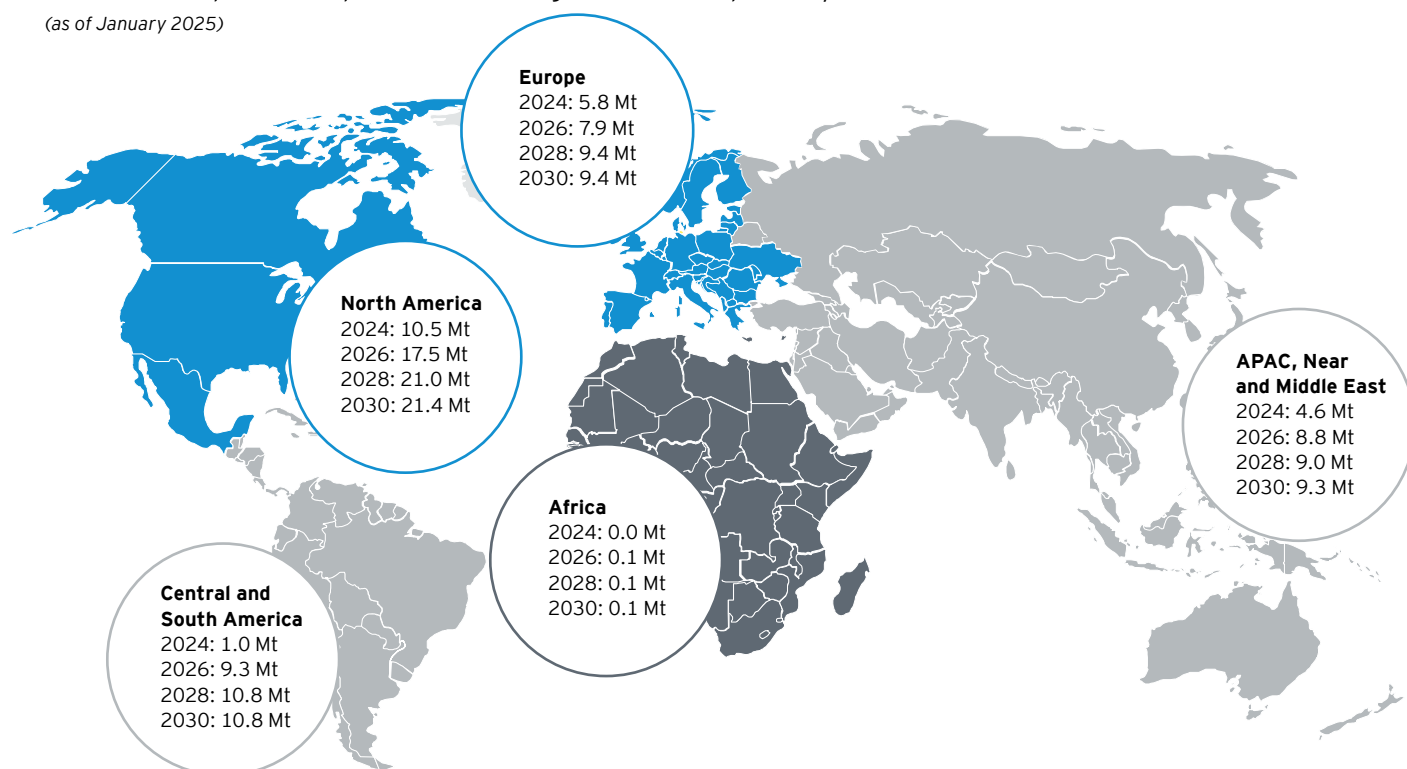 (as of January 2025)
Europe
2024: 5.8 Mt
2026: 7.9 Mt
2028: 9.4 Mt
2030: 9.4 Mt
North America
2024: 10.5 Mt
2026: 17.5 Mt
2028: 21.0 Mt
2030: 21.4 Mt
APAC, Near
and Middle East
2024: 4.6 Mt
2026: 8.8 Mt
2028: 9.0 Mt
2030: 9.3 Mt
Africa
2024: 0.0 Mt
2026: 0.1 Mt
2028: 0.1 Mt
2030: 0.1 Mt
Central and
South America
2024: 1.0 Mt
2026: 9.3 Mt
2028: 10.8 Mt
2030: 10.8 Mt